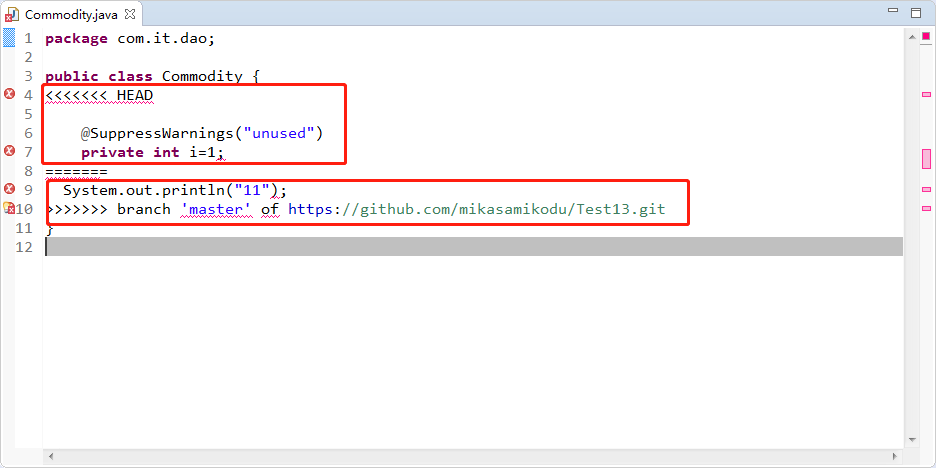 Commodity.java
1 package com.it.dao;
2
3 public class Commodity {
4 <<<<<<< HEAD
5
6     @SuppressWarnings("unused")
7     private int i=1;
8 =======
9   System.out.println("11");
10 >>>>>>> branch 'master' of https://github.com/mikasamikodu/Test13.git
11 }
12